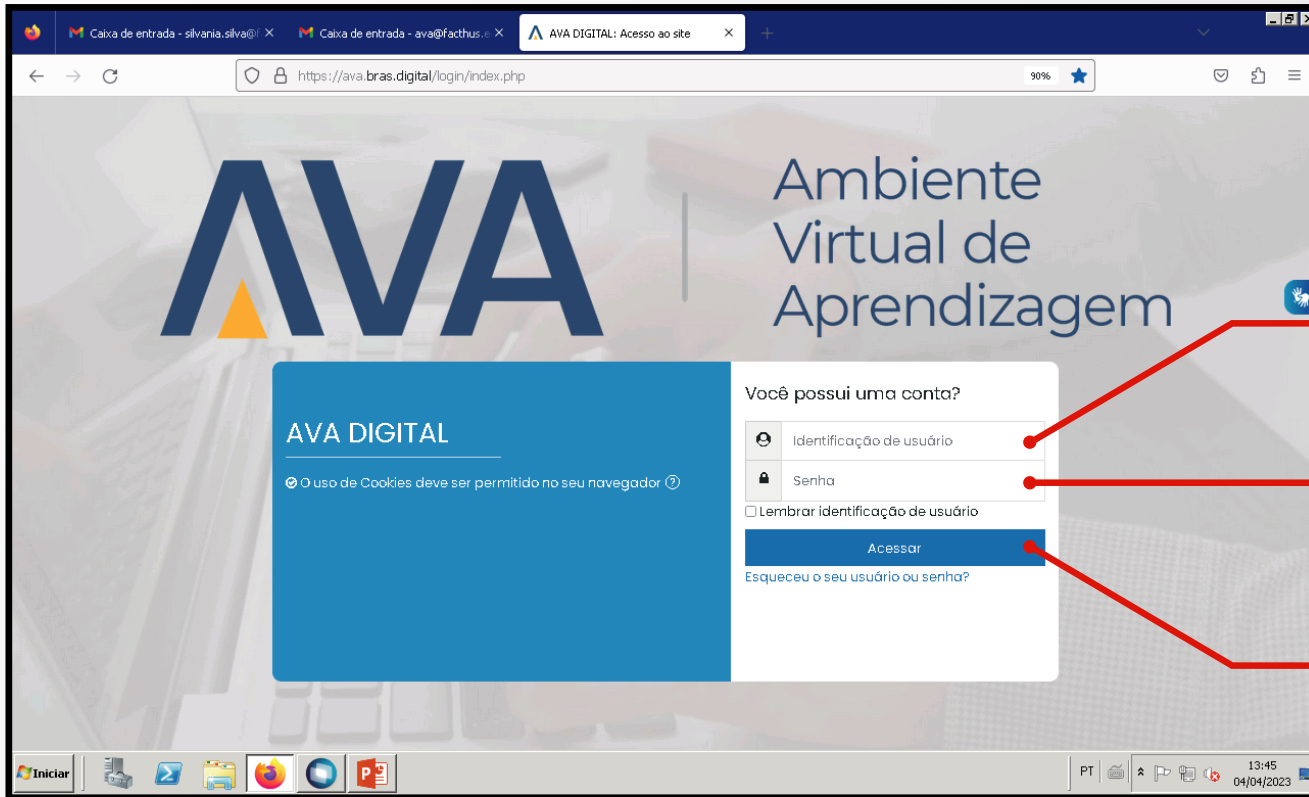 Caixa de entrada - silvania.silva@f
Caixa de entrada - ava@facthus.e
AVA DIGITAL: Acesso ao site
https://ava.bras.digital/login/index.php
90%
AVA
Ambiente
Virtual de
Aprendizagem
AVA DIGITAL
O uso de Cookies deve ser permitido no seu navegador ?
Você possui uma conta?
Identificação de usuário
Senha
Lembrar identificação de usuário
Acessar
Esqueceu o seu usuário ou senha?
Iniciar
PT
13:45
04/04/2023